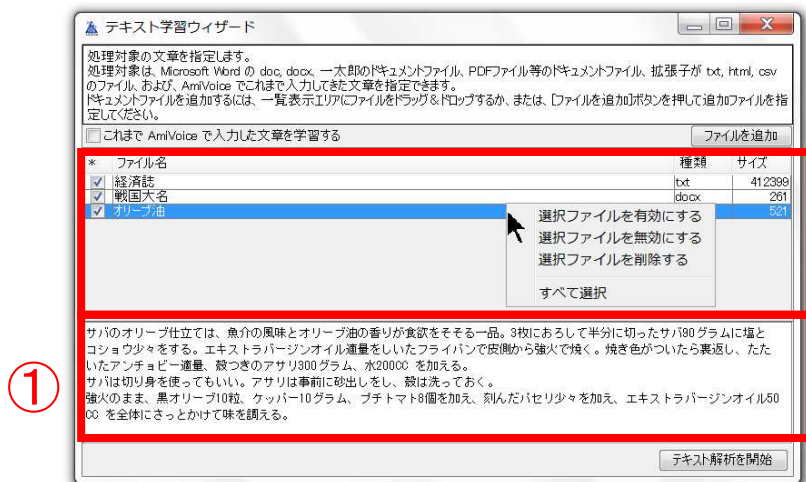 テキスト学習ウィザード
処理対象の文章を指定します。
処理対象は、Microsoft Word の doc, docx、一太郎のドキュメントファイル、PDFファイル等のドキュメントファイル、拡張子が txt, html, csv
のファイル、および、AmiVoice でこれまで入力してきた文章を指定できます。
ドキュメントファイルを追加するには、一覧表示エリアにファイルをドラッグ&ドロップするか、または、[ファイルを追加]ボタンを押して追加ファイルを指
定してください。
これまで AmiVoice で入力した文章を学習する
ファイルを追加
* ファイル名 種類 サイズ
経済誌 txt 412399
戦国大名 docx 261
オリーブ油 521
選択ファイルを有効にする
選択ファイルを無効にする
選択ファイルを削除する
すべて選択
①
サバのオリーブ仕立ては、魚介の風味とオリーブ油の香りが食欲をそそる一品。3枚におろして半分に切ったサバ90グラムに塩と
コショウ少々をする。エキストラバージンオイル適量をしいたフライパンで皮側から強火で焼く。焼き色がついたら裏返し、たた
いたアンチョビー適量、殻つきのアサリ300グラム、水200CC を加える。
サバは切り身を使ってもいい。アサリは事前に砂出しをし、殻は洗っておく。
強火のまま、黒オリーブ10粒、ケッパー10グラム、プチトマト8個を加え、刻んだパセリ少々を加え、エキストラバージンオイル50
CC を全体にさっとかけて味を調える。
テキスト解析を開始